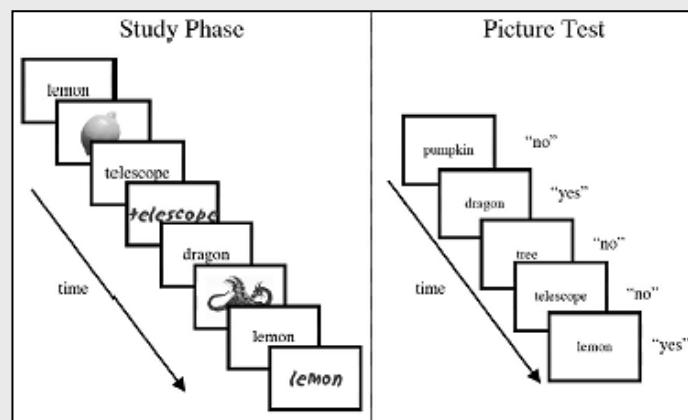 Study Phase
lemon
telescope
telescope
dragon
time
lemon
lemon
Picture Test
pumpkin
"no"
dragon
"yes"
tree
"no"
time
telescope
"no"
lemon
"yes"